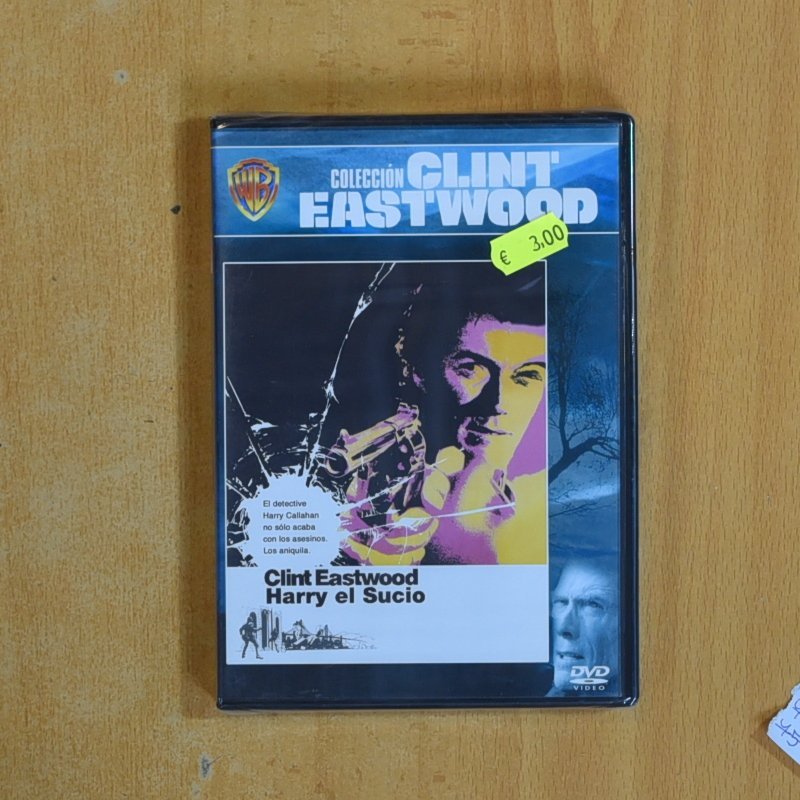 WB
COLECCIÓN CLINT
EASTWOOD
€ 3,00
El detective
Harry Callahan
no sólo acaba
con los asesinos.
Los aniquila.
Clint Eastwood
Harry el Sucio
DVD
VIDEO